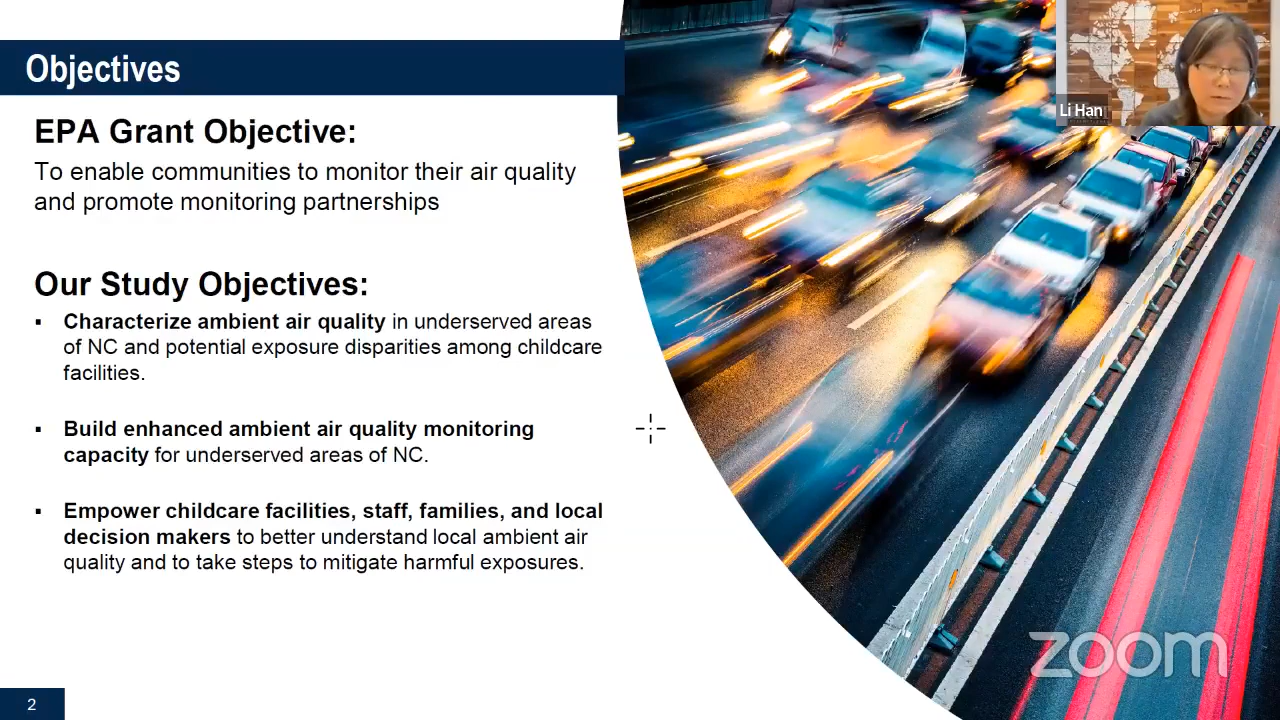 Objectives
EPA Grant Objective:
To enable communities to monitor their air quality
and promote monitoring partnerships
Our Study Objectives:
▪ Characterize ambient air quality in underserved areas
of NC and potential exposure disparities among childcare
facilities.
▪ Build enhanced ambient air quality monitoring
capacity for underserved areas of NC.
▪ Empower childcare facilities, staff, families, and local
decision makers to better understand local ambient air
quality and to take steps to mitigate harmful exposures.
2
Li Han
zoom